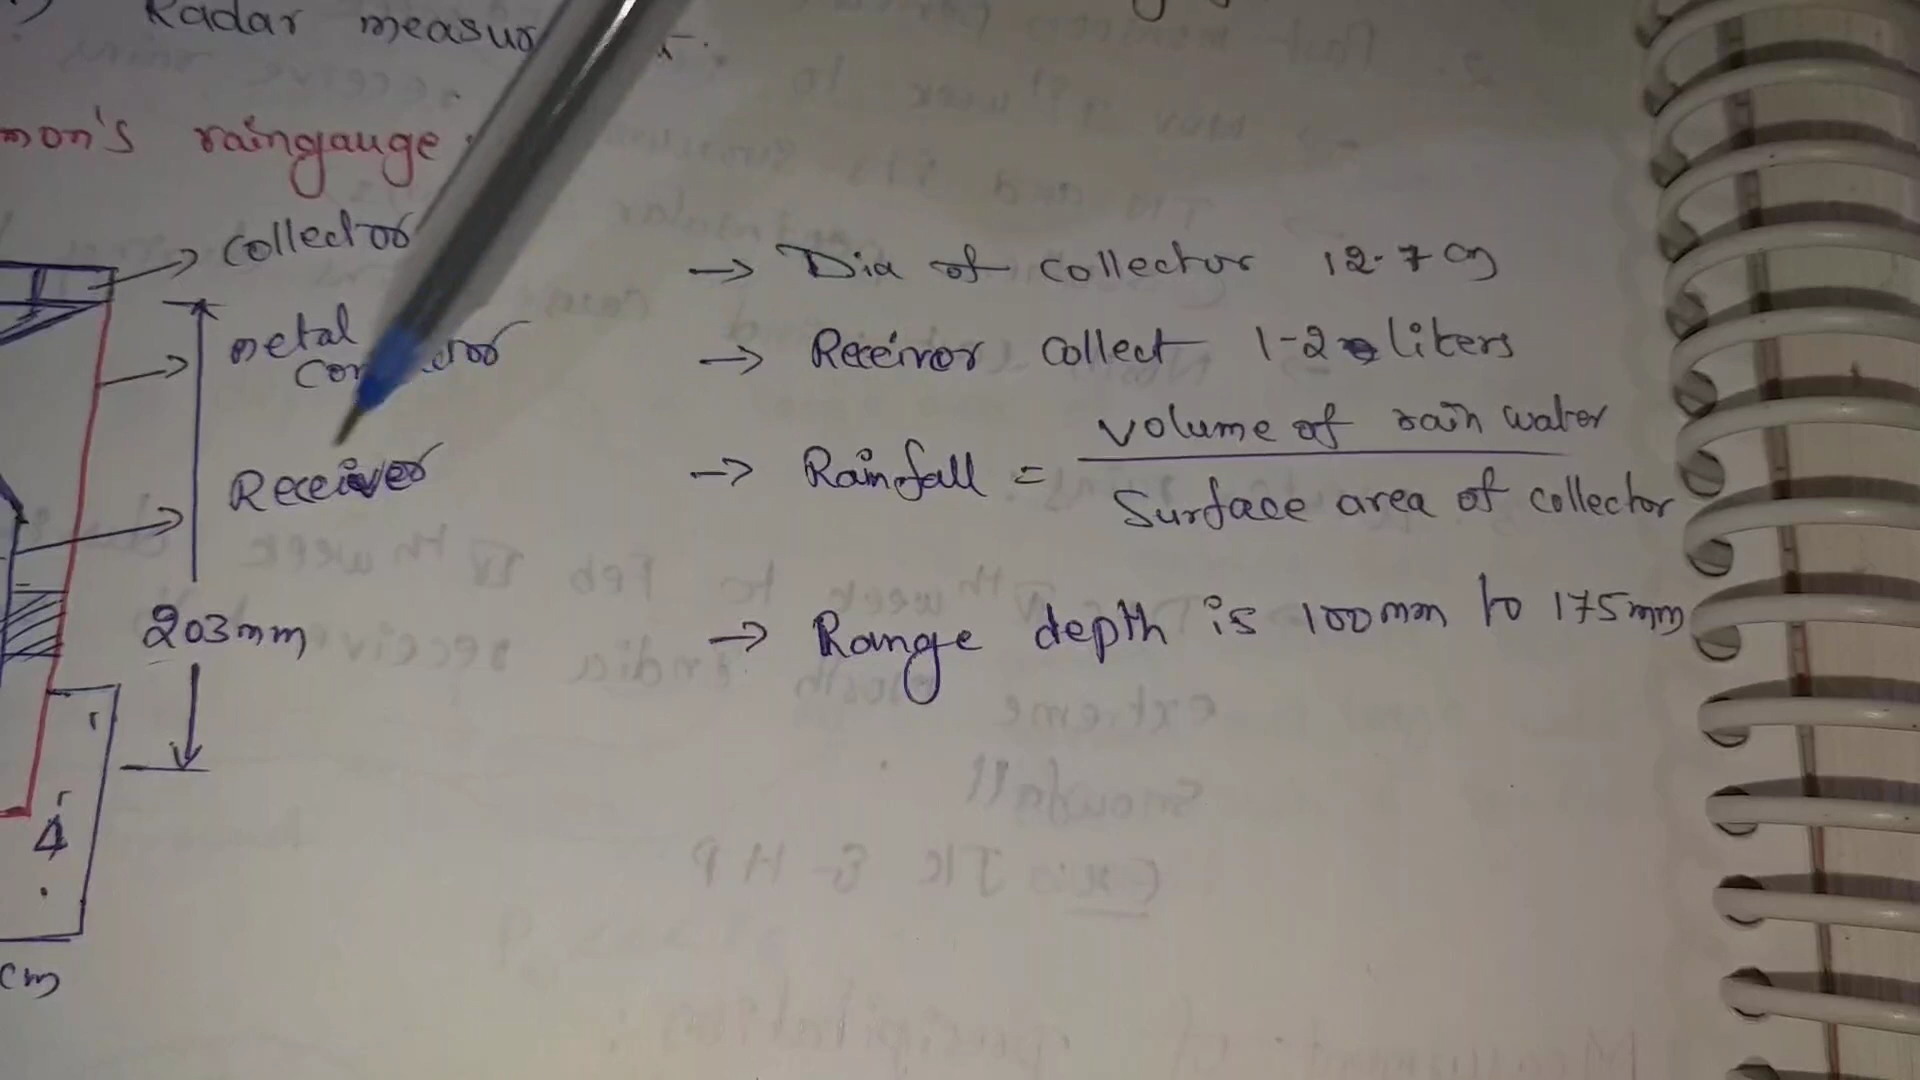 Radar measur
mon's raingauge
collector
metal
Receiver
203mm
4
cm
→ Dia of collector 12.7 cm
→ Receiver collect 1-2 liters
→ Rainfall = volume of rain water
Surface area of collector
→ Range depth is 100mm to 175mm